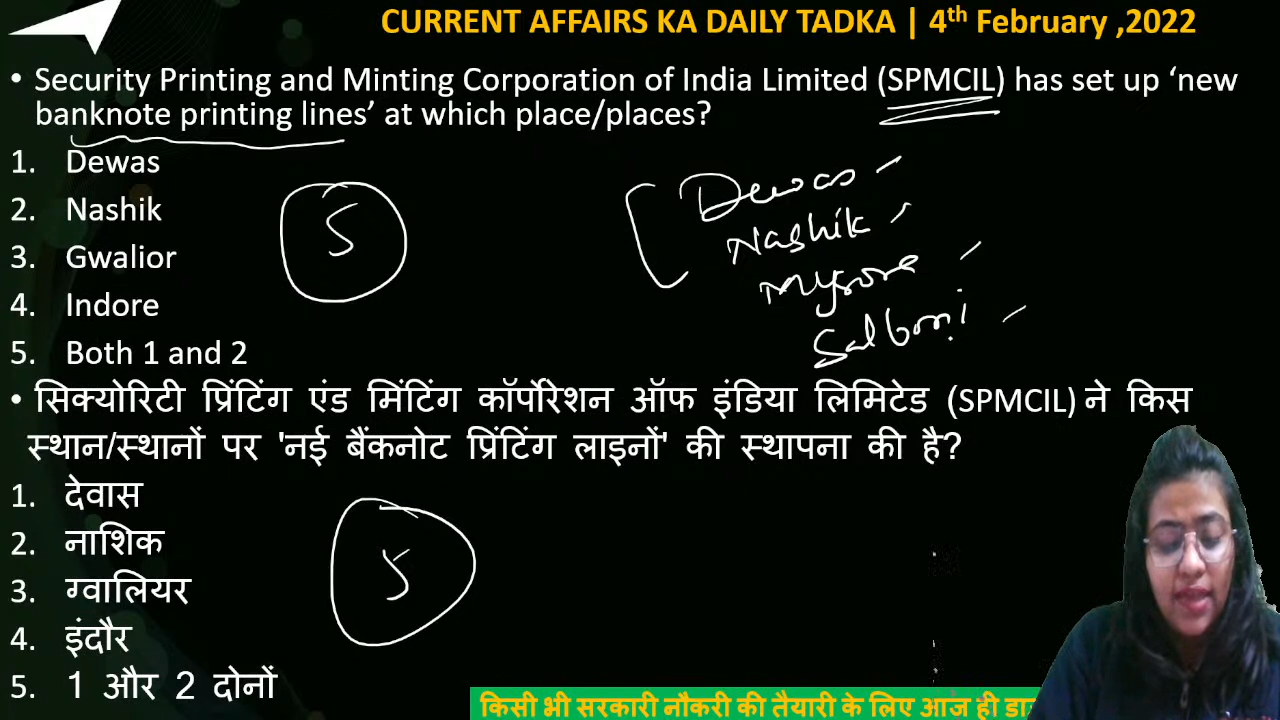 CURRENT AFFAIRS KA DAILY TADKA | 4th February ,2022
• Security Printing and Minting Corporation of India Limited (SPMCIL) has set up ‘new
banknote printing lines’ at which place/places?
1. Dewas
2. Nashik
3. Gwalior
4. Indore
5. Both 1 and 2
5
Dewas
Nashik
Mysore
Salboni
• सिक्योरिटी प्रिंटिंग एंड मिंटिंग कॉर्पोरेशन ऑफ इंडिया लिमिटेड (SPMCIL) ने किस
स्थान/स्थानों पर 'नई बैंकनोट प्रिंटिंग लाइनों' की स्थापना की है?
1. देवास
2. नाशिक
3. ग्वालियर
4. इंदौर
5. 1 और 2 दोनों
5
किसी भी सरकारी नौकरी की तैयारी के लिए आज ही डा